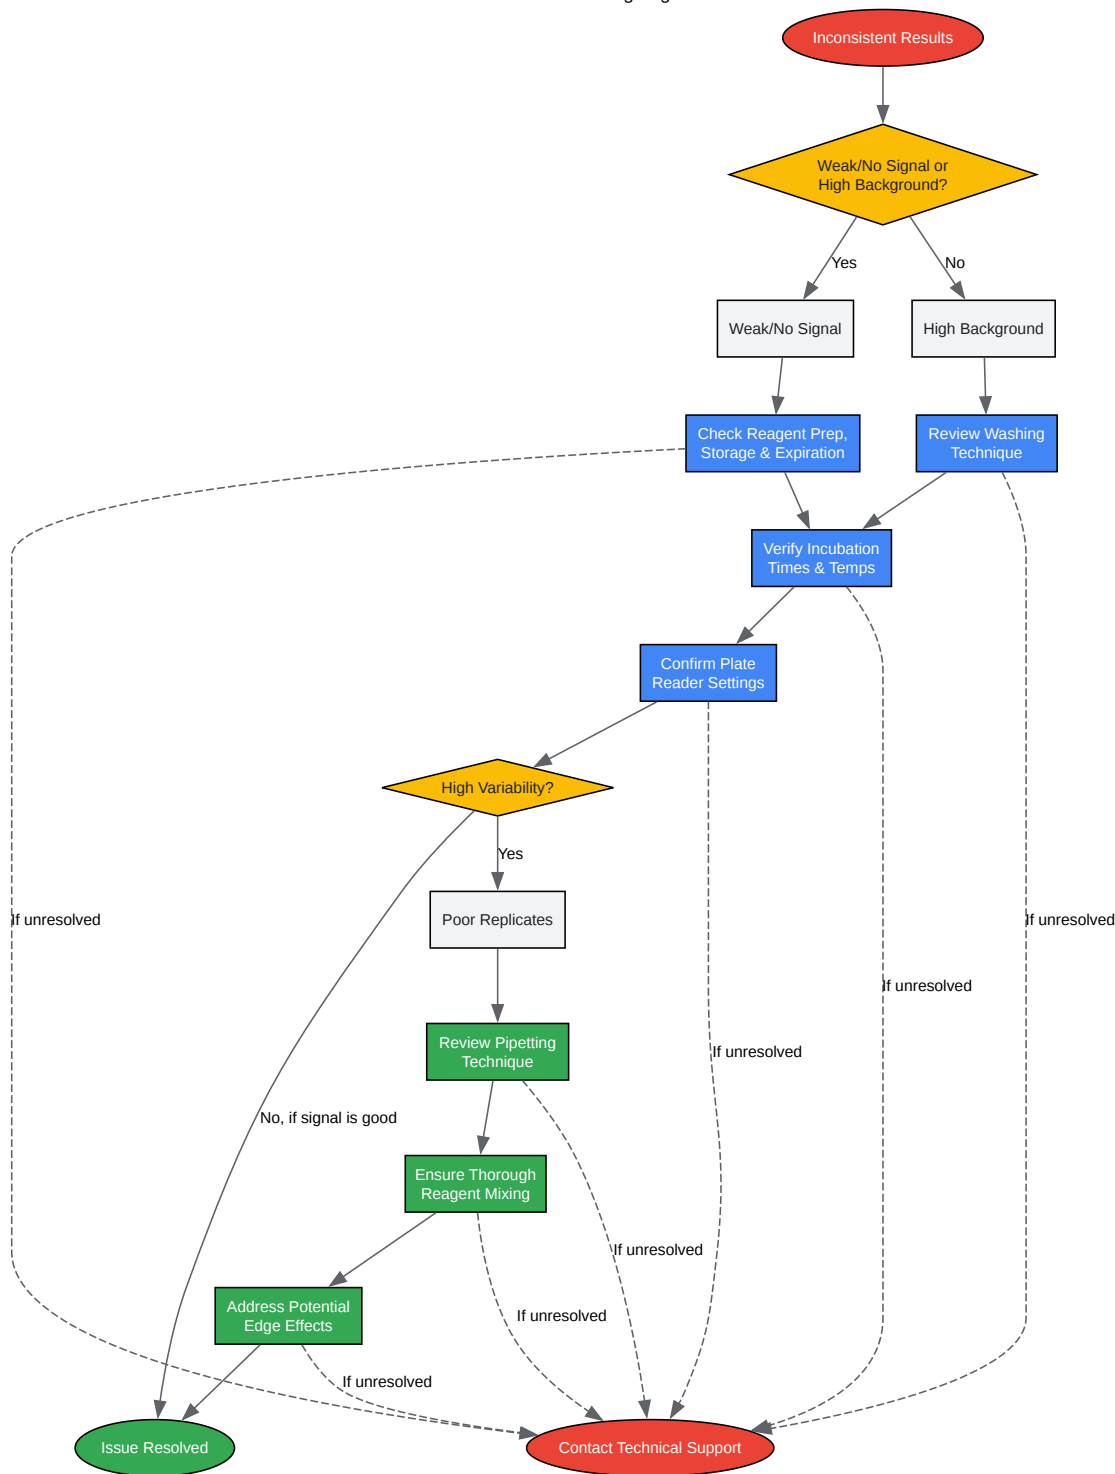 Inconsistent Results
Weak/No Signal or
High Background?
Yes
No
Weak/No Signal
High Background
Check Reagent Prep,
Storage & Expiration
Review Washing
Technique
Verify Incubation
Times & Temps
Confirm Plate
Reader Settings
High Variability?
Yes
Poor Replicates
If unresolved
If unresolved
If unresolved
Review Pipetting
Technique
If unresolved
No, if signal is good
Ensure Thorough
Reagent Mixing
If unresolved
If unresolved
Address Potential
Edge Effects
If unresolved
Issue Resolved
Contact Technical Support